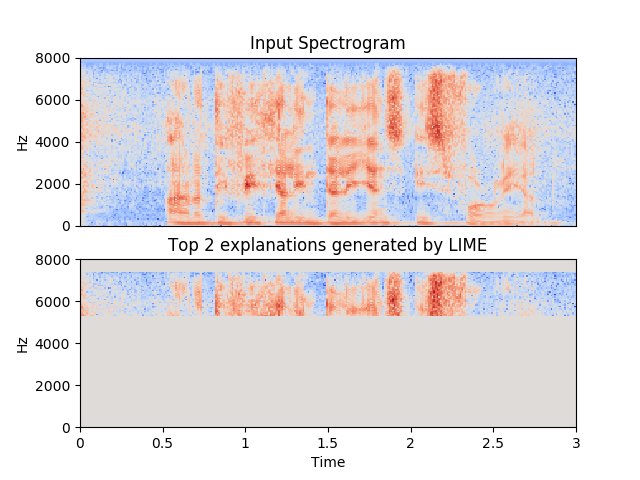 Input Spectrogram
8000
6000
4000
2000
0
Hz
Top 2 explanations generated by LIME
8000
6000
4000
2000
0
Hz
0 0.5 1 1.5 2 2.5 3
Time